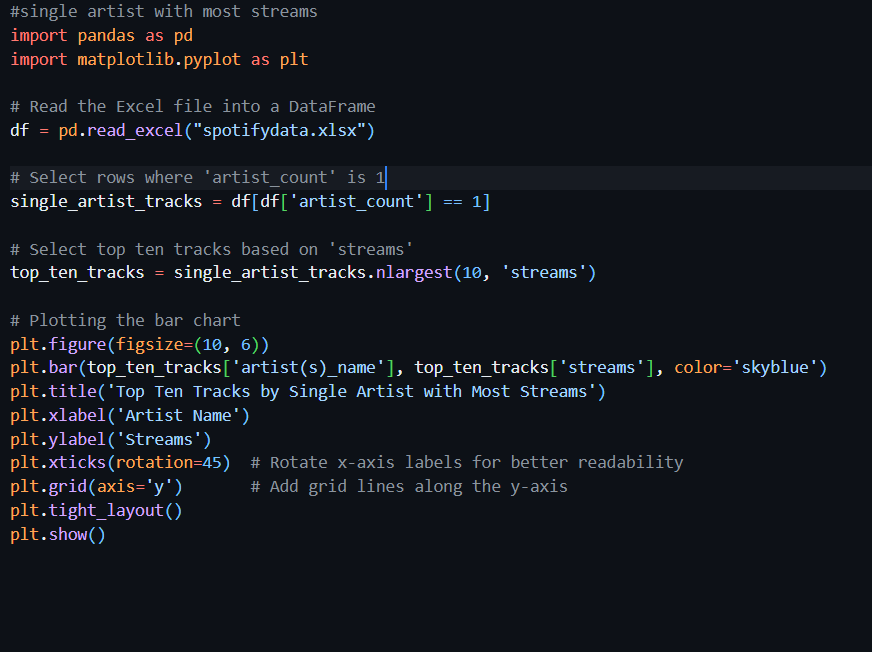 #single artist with most streams
import pandas as pd
import matplotlib.pyplot as plt
# Read the Excel file into a DataFrame
df = pd.read_excel("spotifydata.xlsx")
# Select rows where 'artist_count' is 1
single_artist_tracks = df[df['artist_count'] == 1]
# Select top ten tracks based on 'streams'
top_ten_tracks = single_artist_tracks.nlargest(10, 'streams')
# Plotting the bar chart
plt.figure(figsize=(10, 6))
plt.bar(top_ten_tracks['artist(s)_name'], top_ten_tracks['streams'], color='skyblue')
plt.title('Top Ten Tracks by Single Artist with Most Streams')
plt.xlabel('Artist Name')
plt.ylabel('Streams')
plt.xticks(rotation=45)  # Rotate x-axis labels for better readability
plt.grid(axis='y')       # Add grid lines along the y-axis
plt.tight_layout()
plt.show()